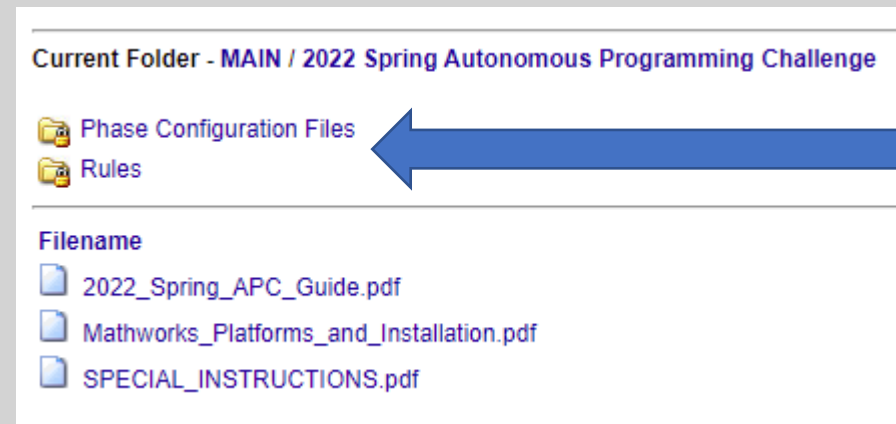 Current Folder - MAIN / 2022 Spring Autonomous Programming Challenge
Phase Configuration Files
Rules
Filename
2022_Spring_APC_Guide.pdf
Mathworks_Platforms_and_Installation.pdf
SPECIAL_INSTRUCTIONS.pdf